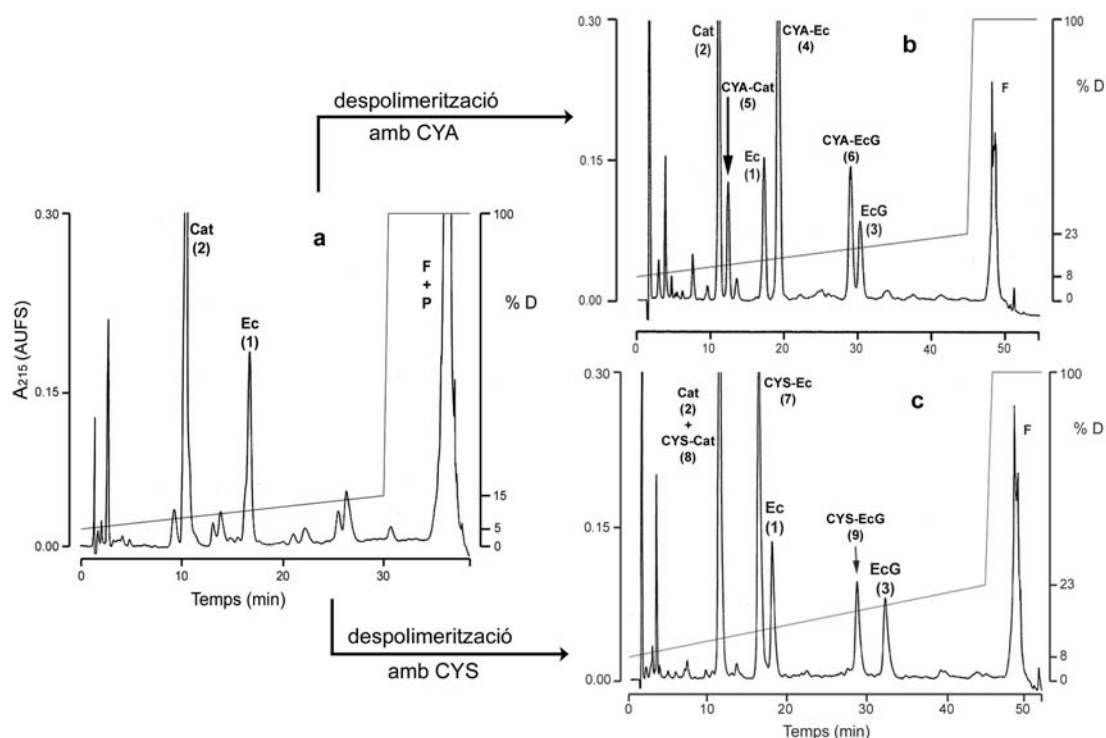 despolimerització
amb CYA
a
A215 (AUFS)
0.30
0.15
0.00
Cat
(2)
Ec
(1)
F
+
P
100
% D
15
5
0
0
10
20
30
Temps (min)
despolimerització
amb CYS
b
0.30
0.15
0.00
Cat
(2)
CYA-Ec
(4)
CYA-Cat
(5)
Ec
(1)
CYA-EcG
(6)
EcG
(3)
F
100
% D
23
8
0
0
10
20
30
40
50
c
0.30
0.15
0.00
Cat
(2)
+
CYS-Cat
(8)
CYS-Ec
(7)
Ec
(1)
CYS-EcG
(9)
EcG
(3)
F
100
% D
23
8
0
0
10
20
30
40
50
Temps (min)